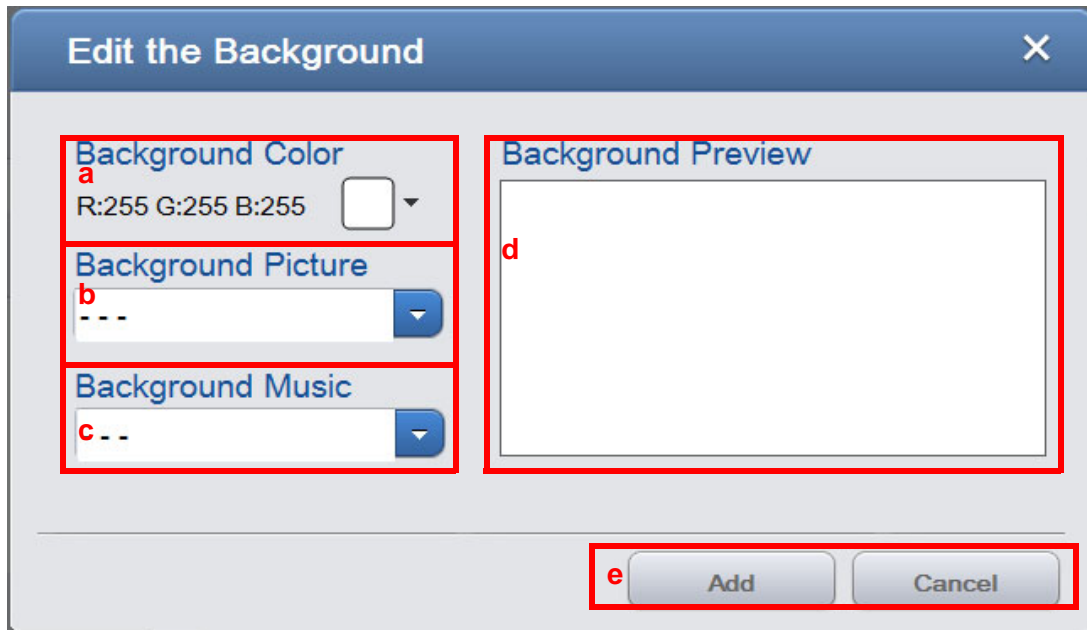 Edit the Background
Background Color
a
R:255 G:255 B:255
Background Picture
b
- - -
Background Music
c - -
Background Preview
d
e
Add
Cancel